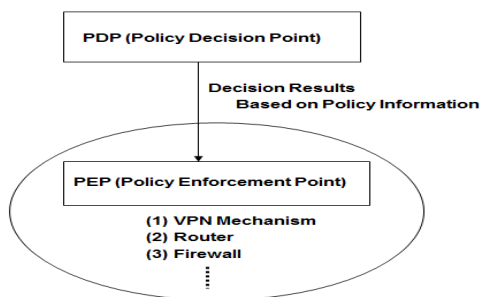 PDP (Policy Decision Point)
Decision Results
Based on Policy Information
PEP (Policy Enforcement Point)
(1) VPN Mechanism
(2) Router
(3) Firewall